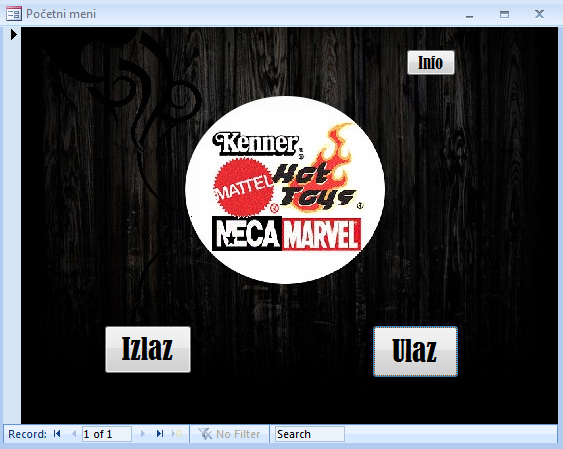 Početni meni
Info
Kenner
MATTEL
Hot
Toys
NECA MARVEL
Izlaz
Ulaz
Record: 1 of 1 No Filter Search